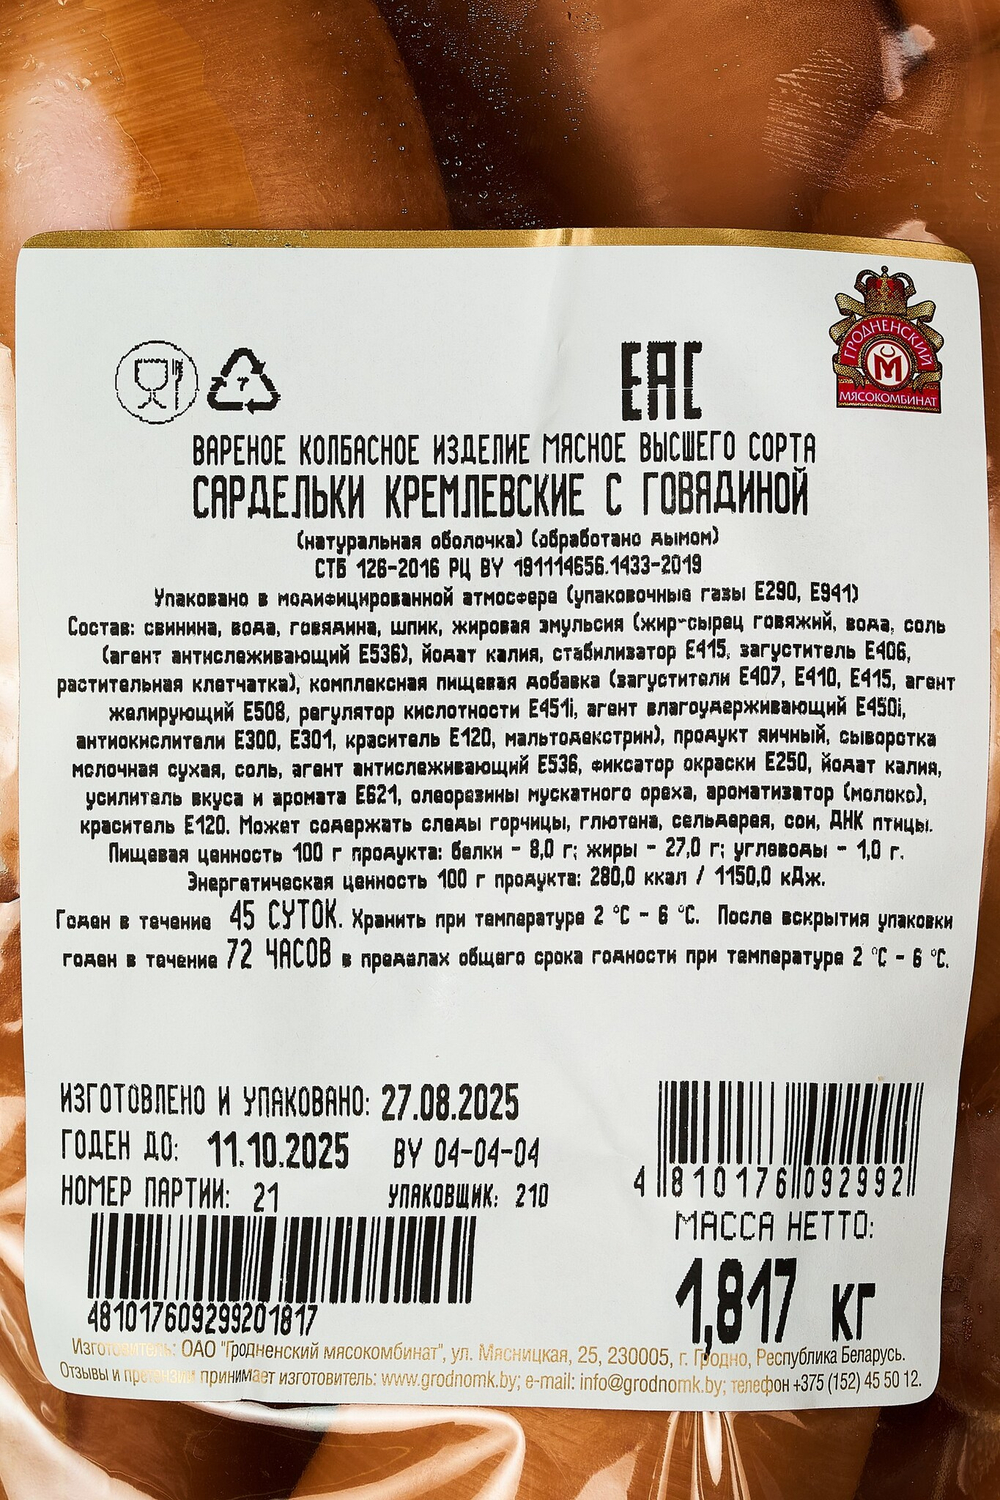 ГРОДНЕНСКИЙ
М
МЯСОКОМБИНАТ
7
ЕАС
ВАРЕНОЕ КОЛБАСНОЕ ИЗДЕЛИЕ МЯСНОЕ ВЫСШЕГО СОРТА
САРДЕЛЬКИ КРЕМЛЕВСКИЕ С ГОВЯДИНОЙ
(натуральная оболочка) (обработано дымом)
СТБ 126-2016 РЦ BY 191114656.1433-2019
Упаковано в модифицированной атмосфере (упаковочные газы Е290, Е941)
Состав: свинина, вода, говядина, шпик, жировая эмульсия (жир-сырец говяжий, вода, соль
(агент антислеживающий Е536), йодат калия, стабилизатор Е415, загуститель Е406,
растительная клетчатка), комплексная пищевая добавка (загустители Е407, Е410, Е415, агент
желирующий Е508, регулятор кислотности Е451i, агент влагоудерживающий Е450i,
антиокислители Е300, Е301, краситель Е120, мальтодекстрин), продукт яичный, сыворотка
молочная сухая, соль, агент антислеживающий Е536, фиксатор окраски Е250, йодат калия,
усилитель вкуса и аромата Е621, олеорезины мускатного ореха, ароматизатор (молоко),
краситель Е120. Может содержать следы горчицы, глютена, сельдерея, сои, ДНК птицы.
Пищевая ценность 100 г продукта: белки - 8,0 г; жиры - 27,0 г; углеводы - 1,0 г.
Энергетическая ценность 100 г продукта: 280,0 ккал / 1150,0 кДж.
Годен в течение 45 СУТОК. Хранить при температуре 2 °С - 6 °С. После вскрытия упаковки
годен в течение 72 ЧАСОВ в пределах общего срока годности при температуре 2 °С - 6 °С.
ИЗГОТОВЛЕНО И УПАКОВАНО: 27.08.2025
ГОДЕН ДО: 11.10.2025 BY 04-04-04
НОМЕР ПАРТИИ: 21 УПАКОВЩИК: 210
4 810176 092992
МАССА НЕТТО:
1,817 кг
481017609299201817
Изготовитель: ОАО "Гродненский мясокомбинат", ул. Мясницкая, 25, 230005, г. Гродно, Республика Беларусь.
Отзывы и претензии принимает изготовитель: www.grodnomk.by; e-mail: info@grodnomk.by; телефон +375 (152) 45 50 12.